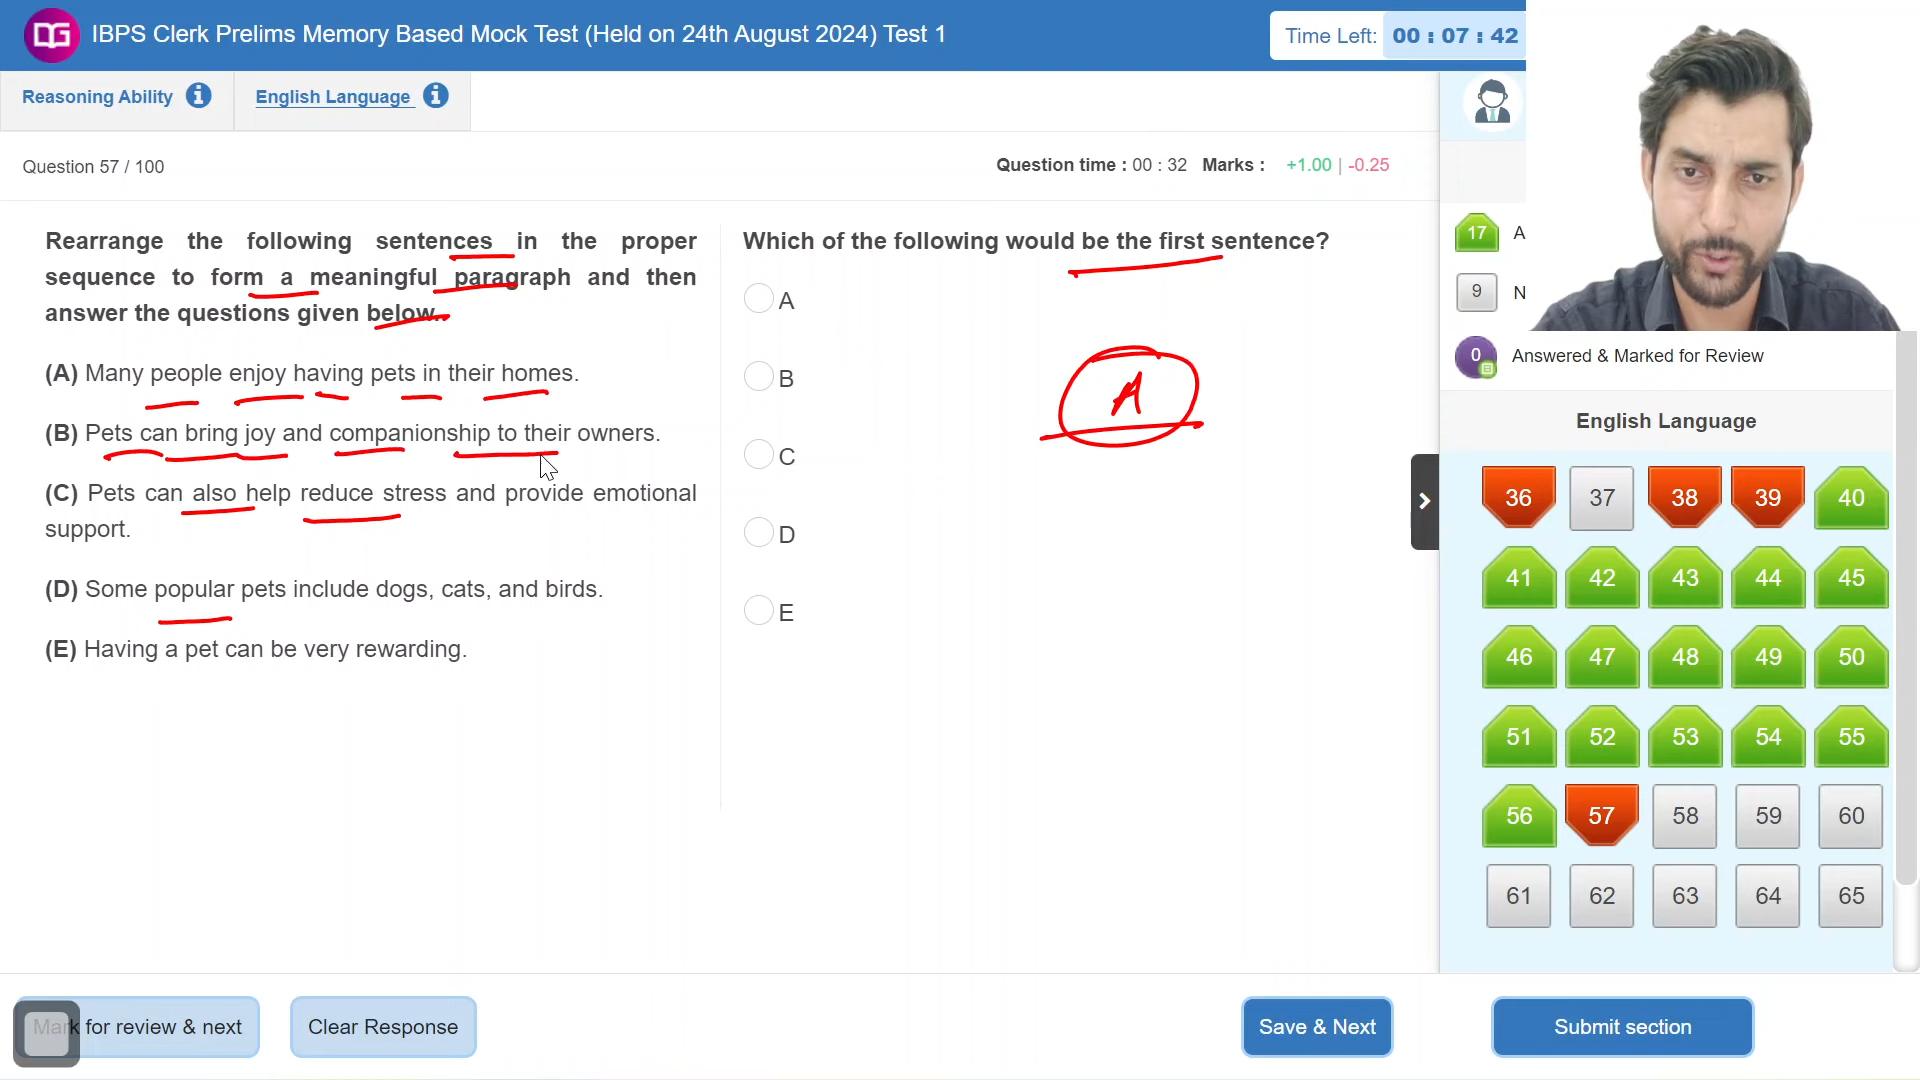 DG
IBPS Clerk Prelims Memory Based Mock Test (Held on 24th August 2024) Test 1
Time Left: 00 : 07 : 42
Reasoning Ability i
English Language i
Question 57 / 100
Question time : 00 : 32 Marks : +1.00 | -0.25
Rearrange the following sentences in the proper
sequence to form a meaningful paragraph and then
answer the questions given below.
(A) Many people enjoy having pets in their homes.
(B) Pets can bring joy and companionship to their owners.
(C) Pets can also help reduce stress and provide emotional
support.
(D) Some popular pets include dogs, cats, and birds.
(E) Having a pet can be very rewarding.
Which of the following would be the first sentence?
A
B
C
D
E
A
17 A
9 N
0 Answered & Marked for Review
English Language
36 37 38 39 40
41 42 43 44 45
46 47 48 49 50
51 52 53 54 55
56 57 58 59 60
61 62 63 64 65
Mark for review & next
Clear Response
Save & Next
Submit section